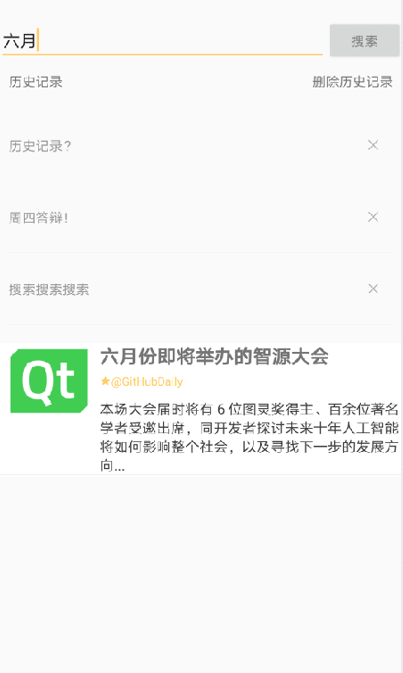 六月
搜索
历史记录
删除历史记录
历史记录？
周四答辩！
搜索搜索搜索
Qt
六月份即将举办的智源大会
★@GitHubDaily
本场大会届时将有 6 位图灵奖得主、百余位著名
学者受邀出席，同开发者探讨未来十年人工智能
将如何影响整个社会，以及寻找下一步的发展方
向...